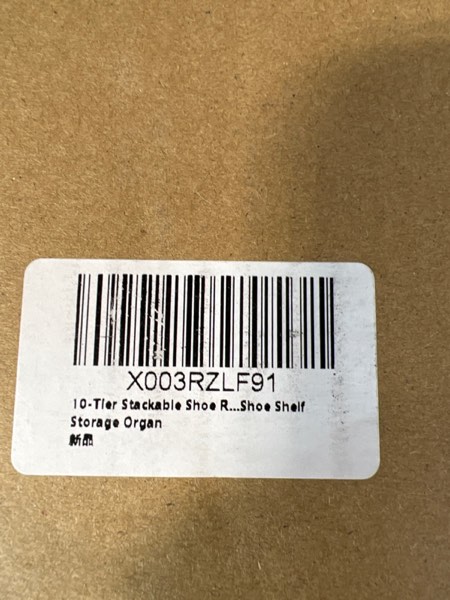 X003RZLF91
10-Tier Stackable Shoe R...Shoe Shelf
Storage Organ
新品